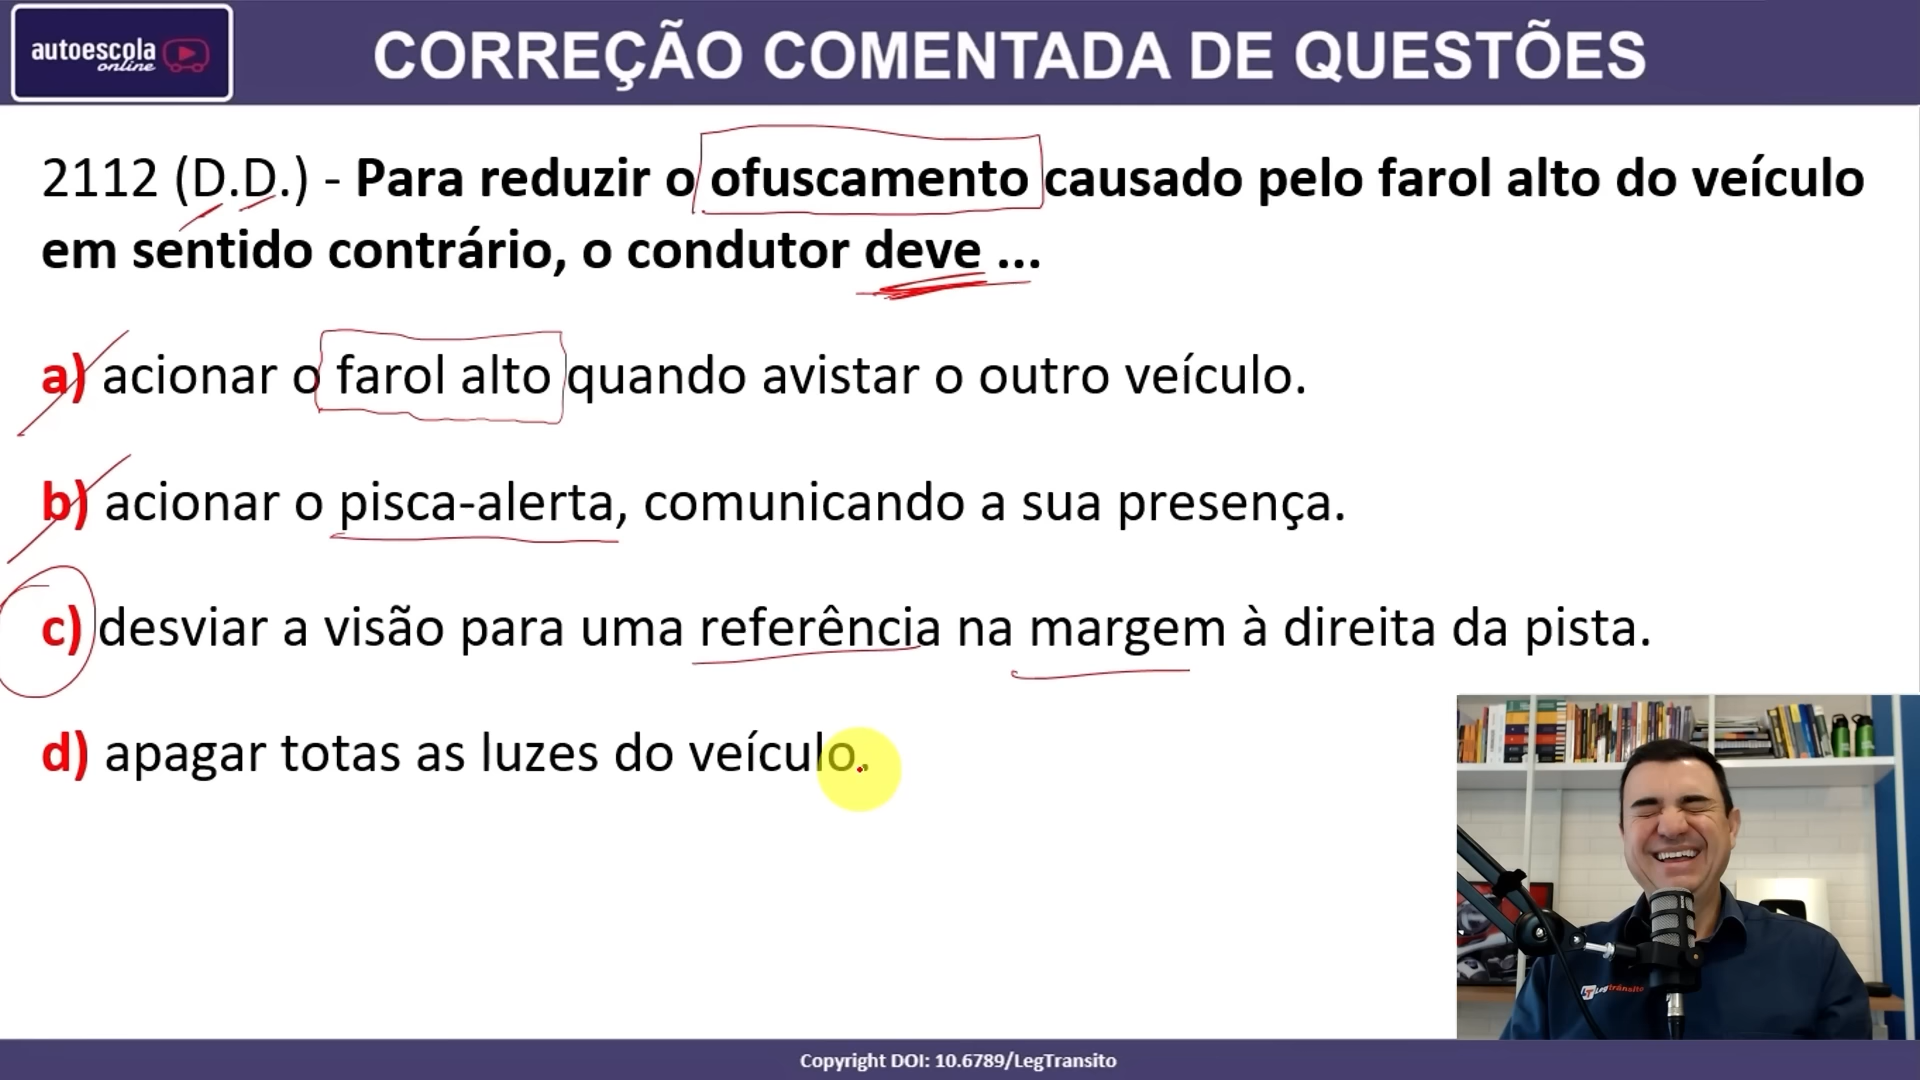 autoescola
online
CORREÇÃO COMENTADA DE QUESTÕES
2112 (D.D.) - Para reduzir o ofuscamento causado pelo farol alto do veículo
em sentido contrário, o condutor deve ...
a) acionar o farol alto quando avistar o outro veículo.
b) acionar o pisca-alerta, comunicando a sua presença.
c) desviar a visão para uma referência na margem à direita da pista.
d) apagar totas as luzes do veículo.
LT Legtrânsito
Copyright DOI: 10.6789/LegTransito